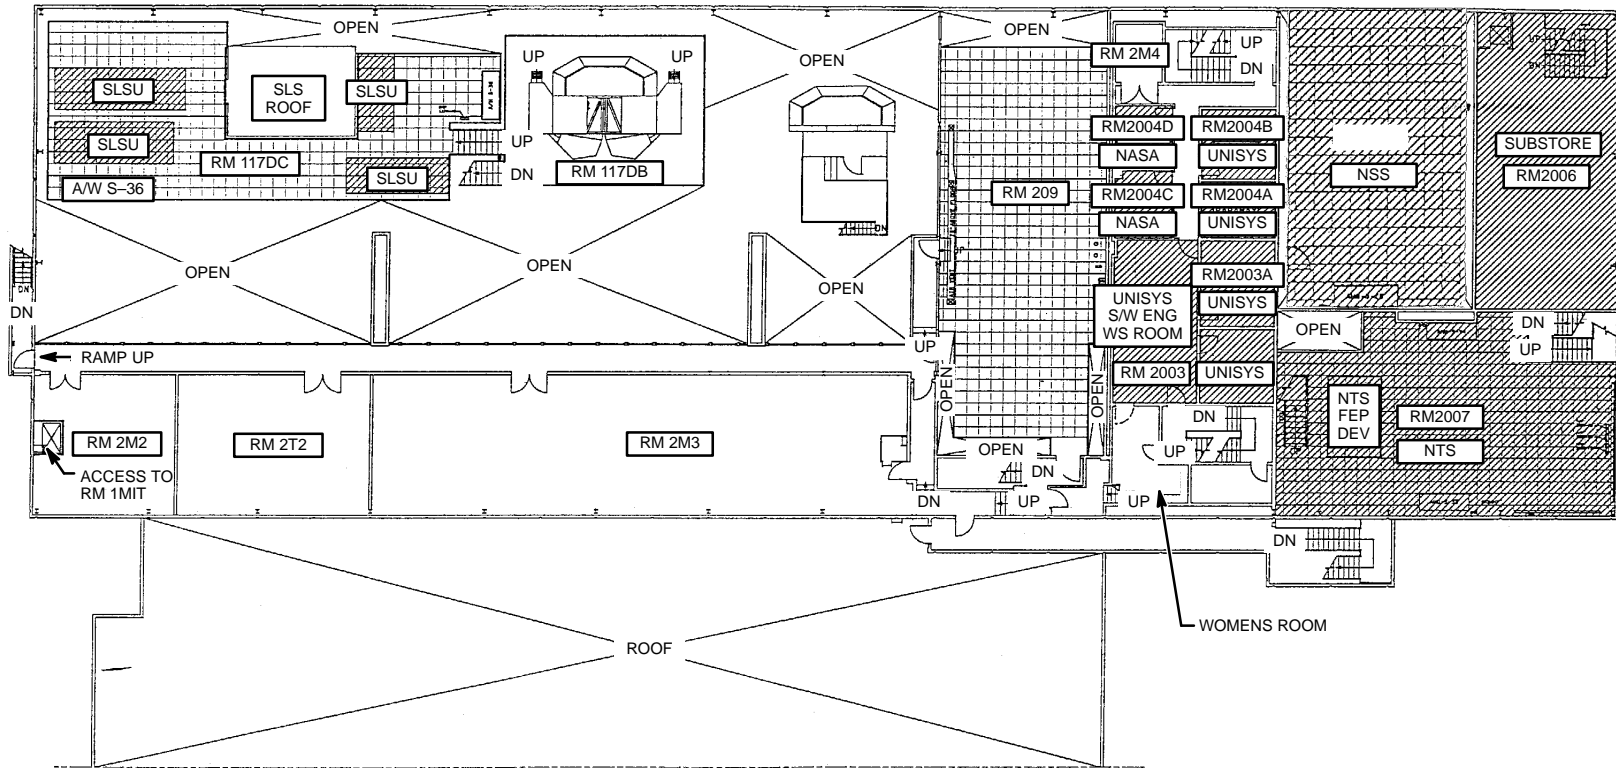 OPEN
OPEN
SLSU
SLS
ROOF
SLSU
UP
UP
OPEN
RM 2M4
UP
DN
UP
DN
SLSU
RM 117DC
UP
DN
RM 117DB
SLSU
A/W S–36
RM2004D
RM2004B
NASA
UNISYS
RM 209
RM2004C
RM2004A
NASA
UNISYS
NSS
SUBSTORE
RM2006
DN
OPEN
OPEN
OPEN
RM2003A
UNISYS
UNISYS
S/W ENG
WS ROOM
DN
DN
OPEN
DN
UP
RAMP UP
UP
OPEN
OPEN
RM 2003
UNISYS
NTS
FEP
DEV
RM2007
NTS
RM 2M2
RM 2T2
RM 2M3
DN
UP
OPEN
DN
ACCESS TO
RM 1MIT
DN
UP
UP
DN
WOMENS ROOM
ROOF